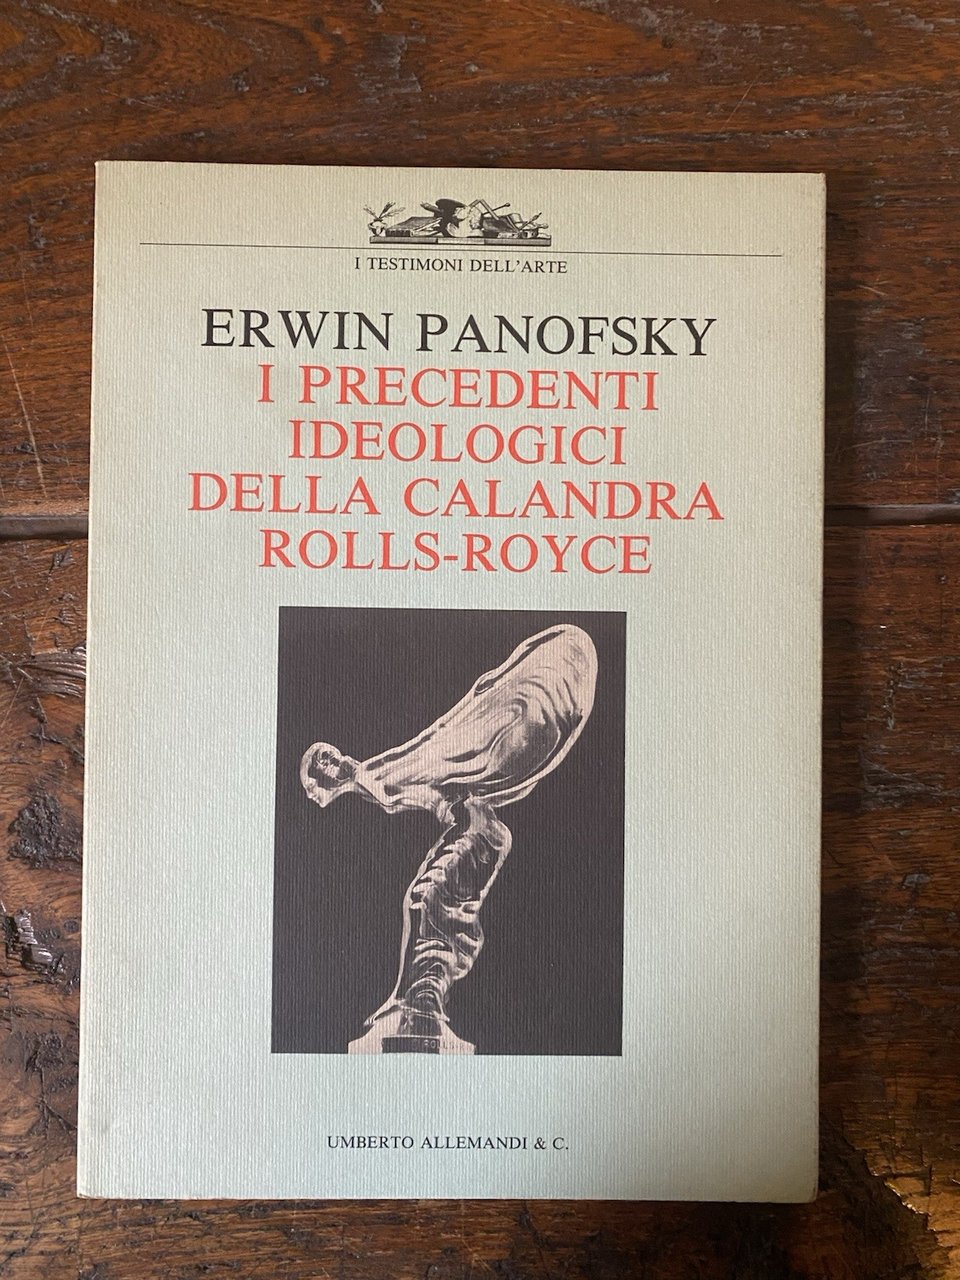 I TESTIMONI DELL'ARTE
ERWIN PANOFSKY
I PRECEDENTI
IDEOLOGICI
DELLA CALANDRA
ROLLS-ROYCE
UMBERTO ALLEMANDI & C.